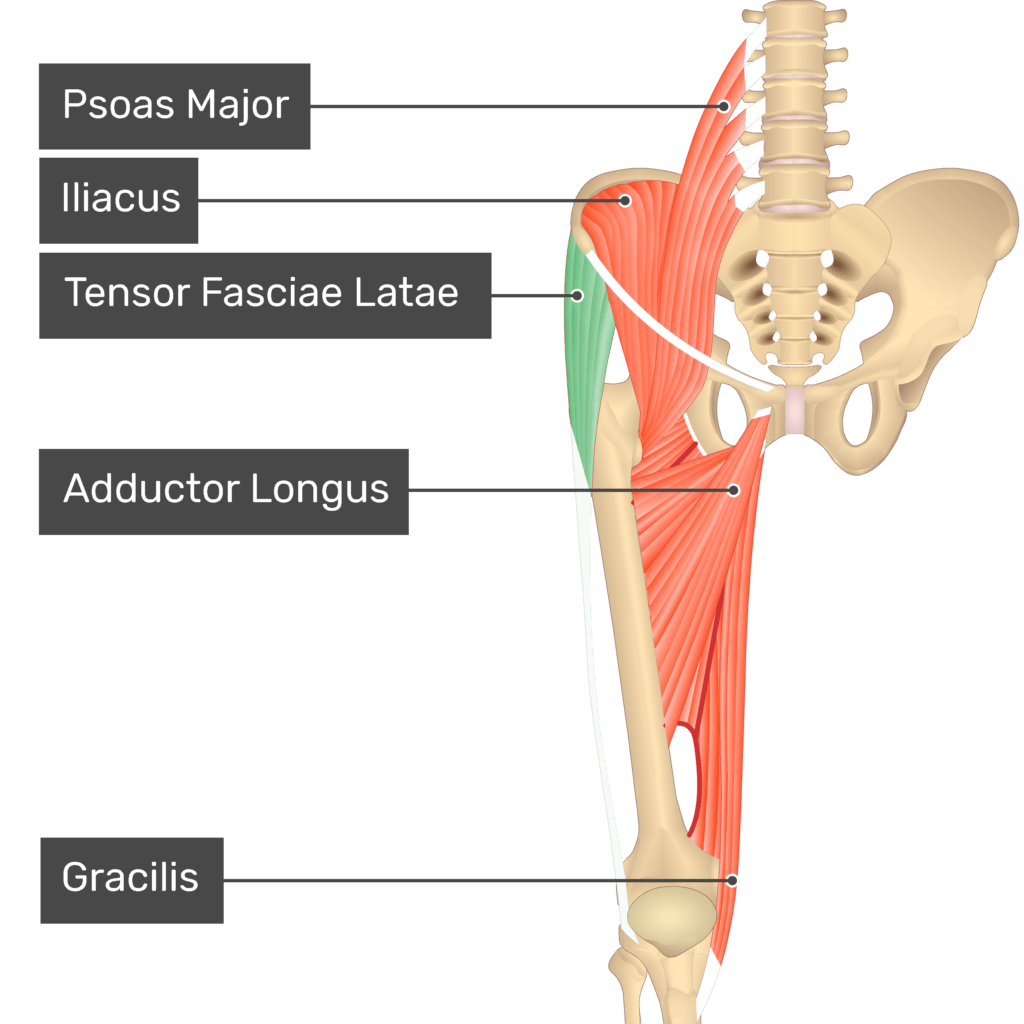 Psoas Major
Iliacus
Tensor Fasciae Latae
Adductor Longus
Gracilis